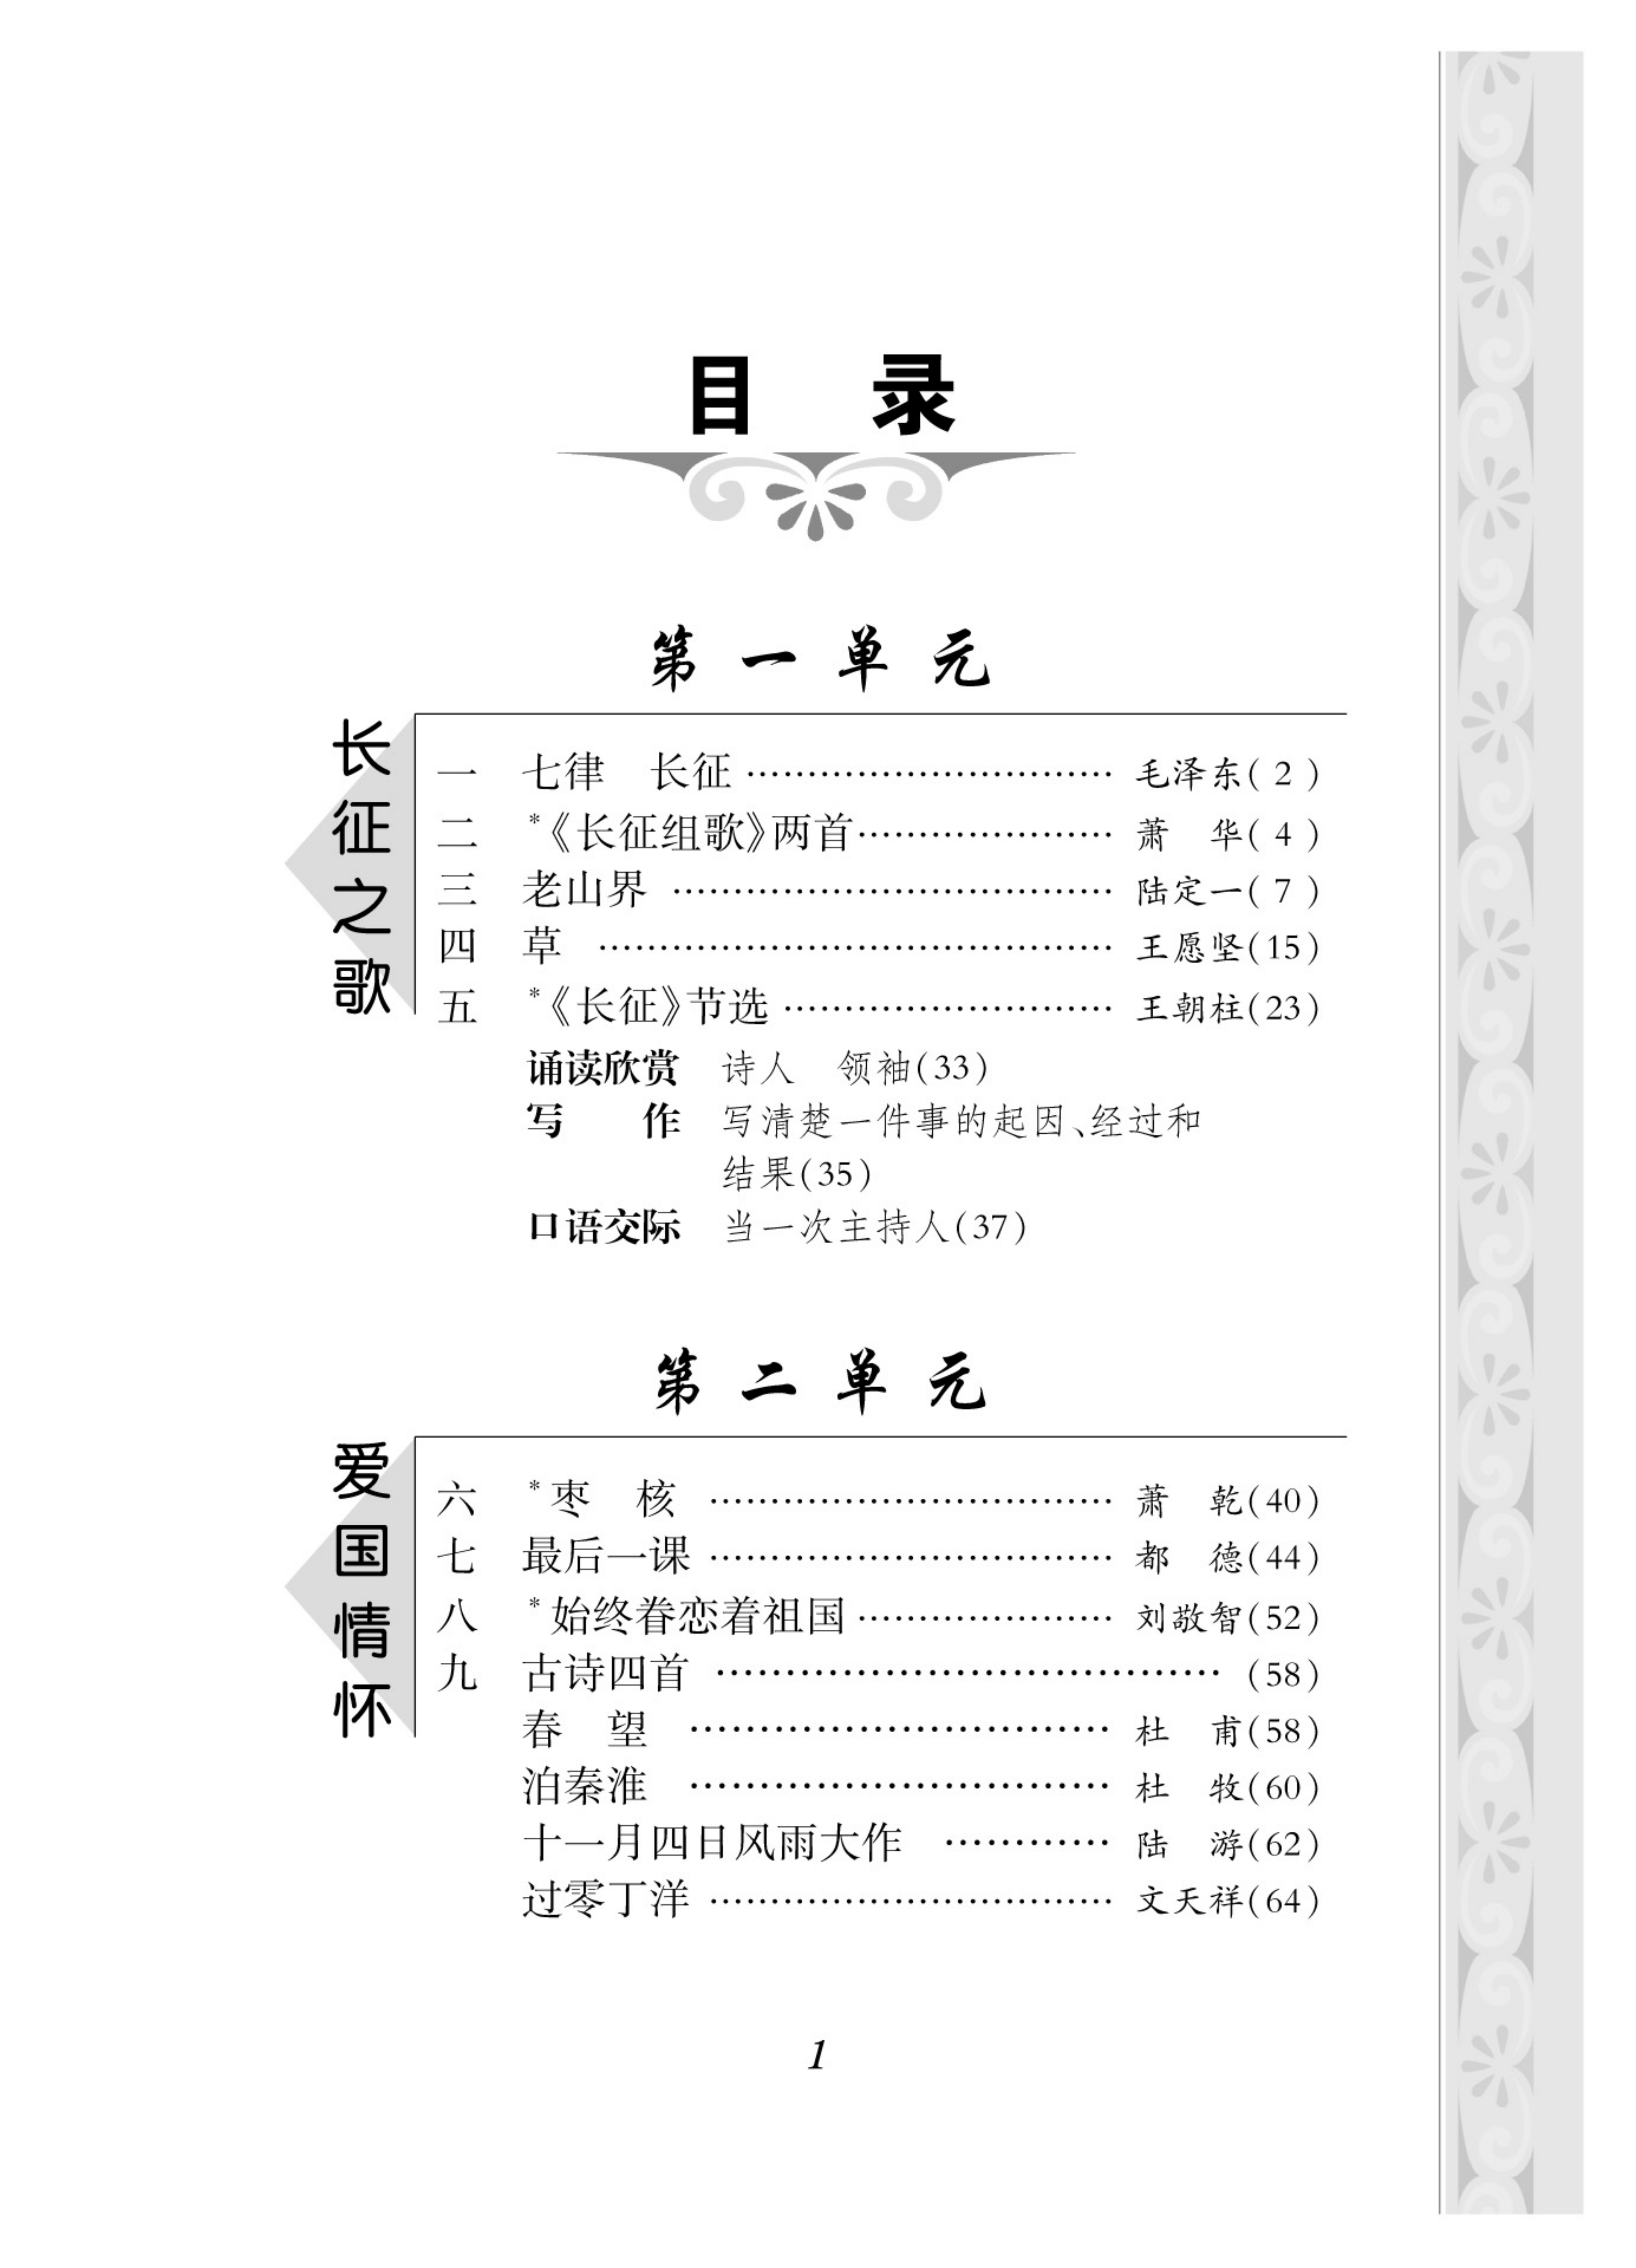 目 录
第一单元
长征之歌
一 七律 长征 …………………………… 毛泽东( 2 )
二 *《长征组歌》两首…………………… 萧 华( 4 )
三 老山界 ………………………………… 陆定一( 7 )
四 草 ……………………………………… 王愿坚(15)
五 *《长征》节选 ………………………… 王朝柱(23)
诵读欣赏 诗人 领袖(33)
写 作 写清楚一件事的起因、经过和
结果(35)
口语交际 当一次主持人(37)
第二单元
爱国情怀
六 *枣 核 ……………………………… 萧 乾(40)
七 最后一课 ……………………………… 都 德(44)
八 *始终眷恋着祖国…………………… 刘敬智(52)
九 古诗四首 ……………………………………… (58)
春 望 ………………………………… 杜 甫(58)
泊秦淮 ………………………………… 杜 牧(60)
十一月四日风雨大作 …………… 陆 游(62)
过零丁洋 ……………………………… 文天祥(64)
1